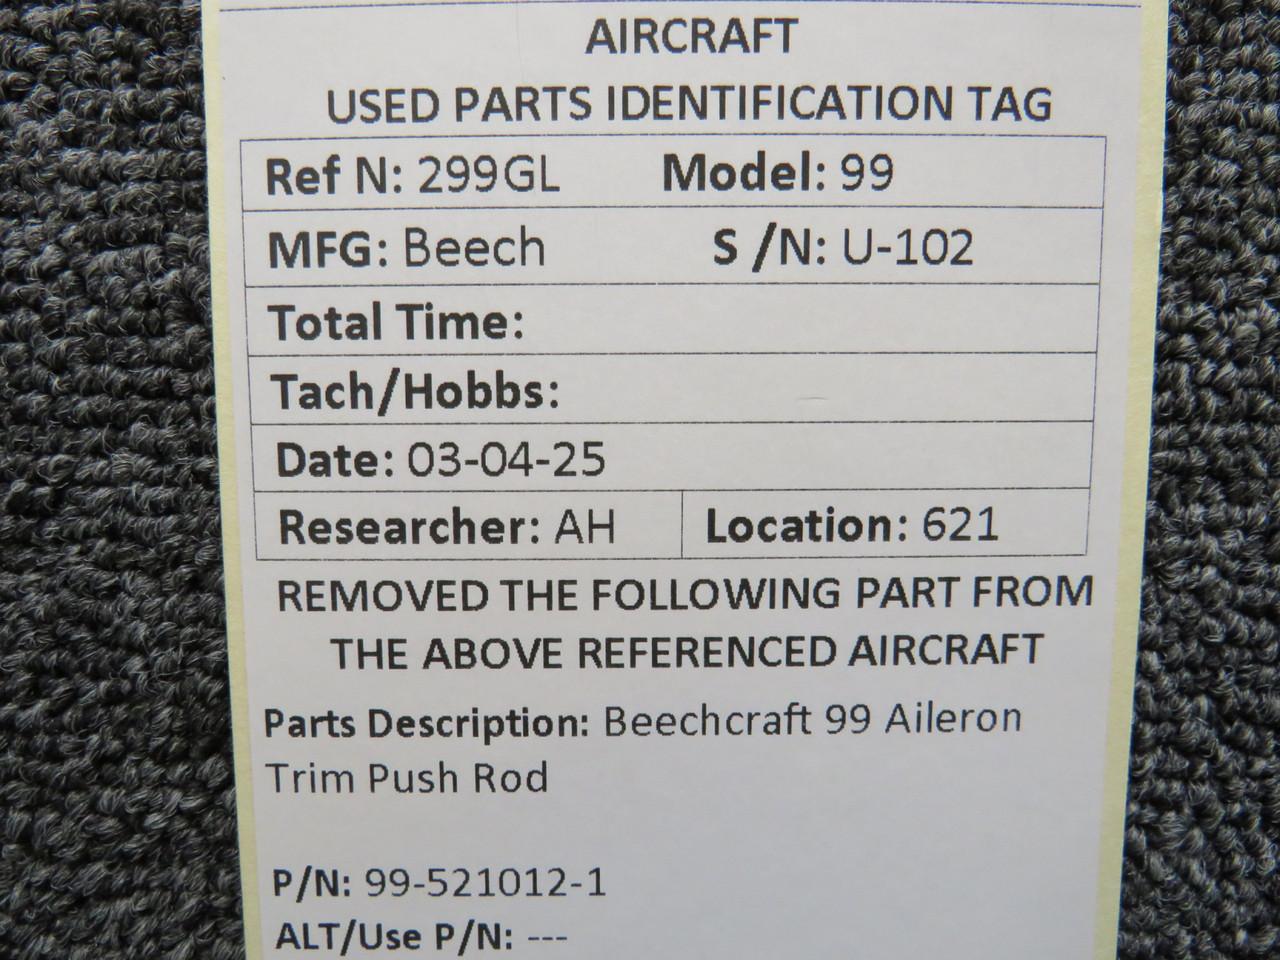 AIRCRAFT
USED PARTS IDENTIFICATION TAG
Ref N: 299GL Model: 99
MFG: Beech S /N: U-102
Total Time:
Tach/Hobbs:
Date: 03-04-25
Researcher: AH Location: 621
REMOVED THE FOLLOWING PART FROM
THE ABOVE REFERENCED AIRCRAFT
Parts Description: Beechcraft 99 Aileron
Trim Push Rod
P/N: 99-521012-1
ALT/Use P/N: ---